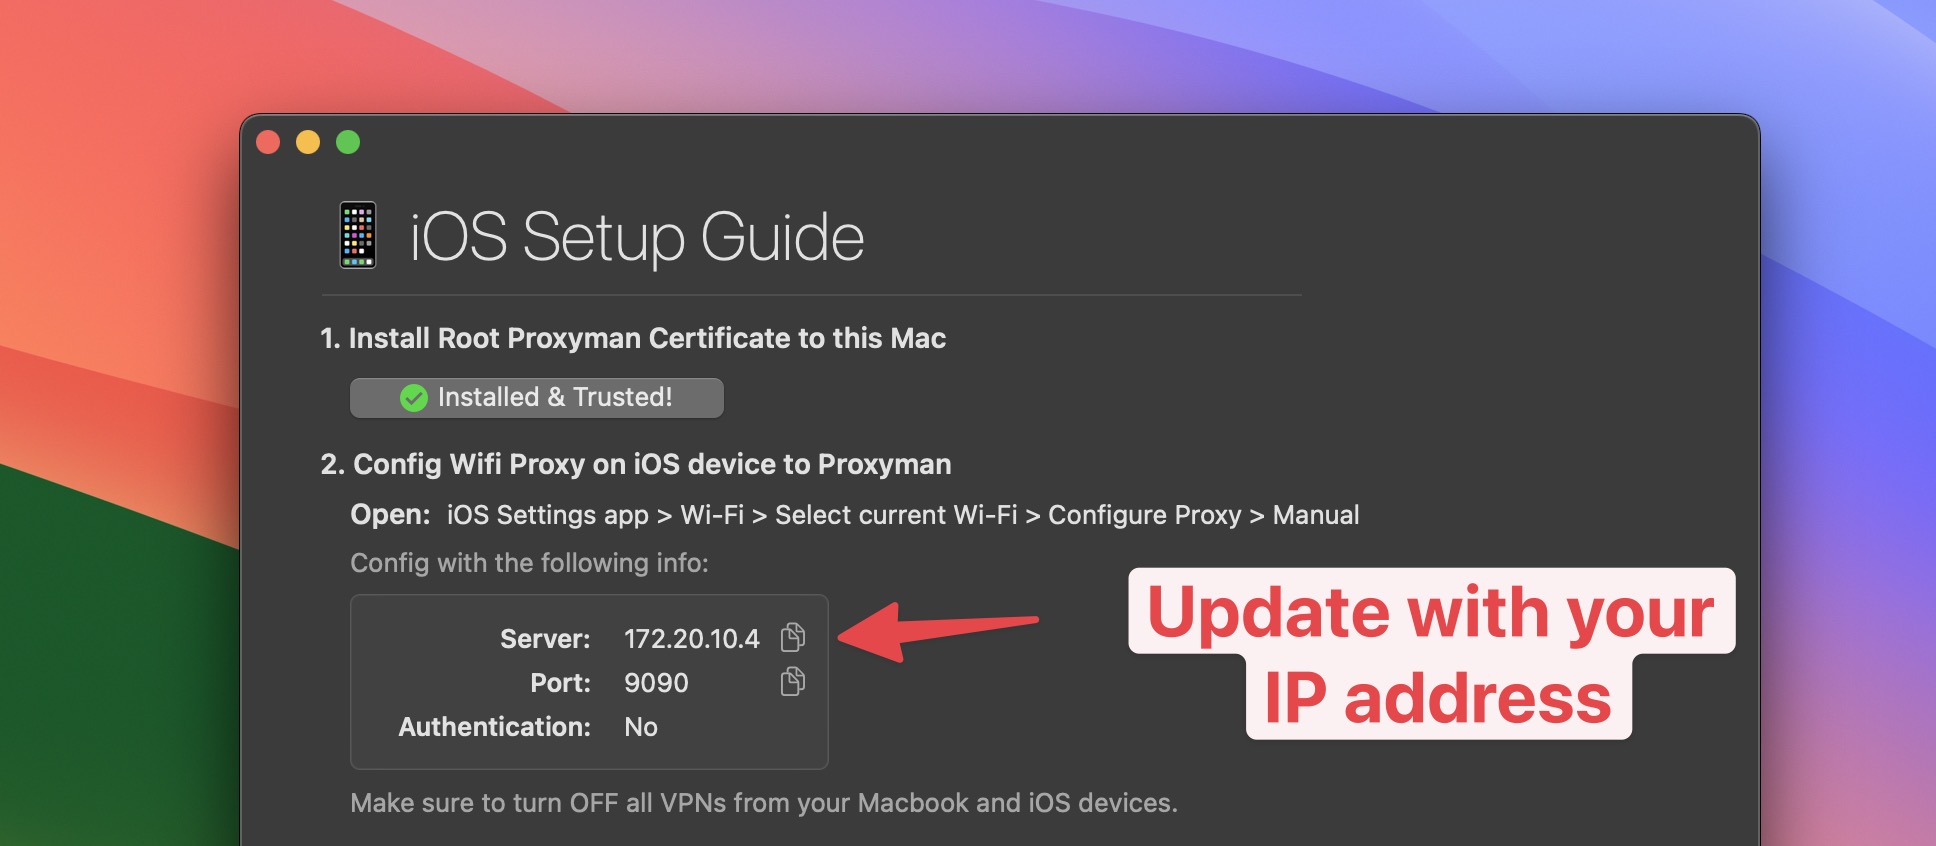 iOS Setup Guide
1. Install Root Proxyman Certificate to this Mac
Installed & Trusted!
2. Config Wifi Proxy on iOS device to Proxyman
Open: iOS Settings app > Wi-Fi > Select current Wi-Fi > Configure Proxy > Manual
Config with the following info:
Server: 172.20.10.4
Port: 9090
Authentication: No
Update with your
IP address
Make sure to turn OFF all VPNs from your Macbook and iOS devices.